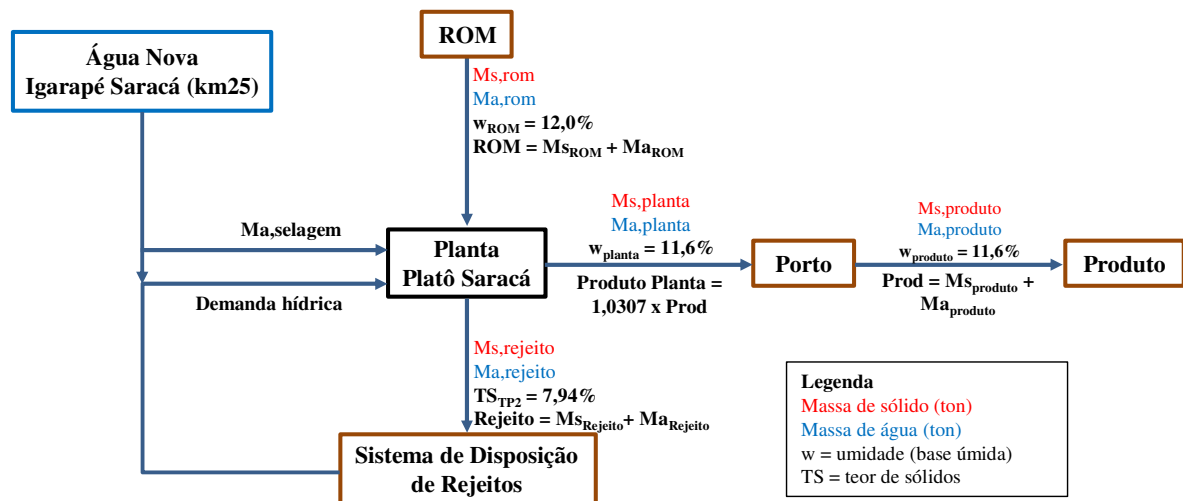 Água Nova
Igarapé Saracá (km25)
ROM
Ms,rom
Ma,rom
wROM = 12,0%
ROM = MsROM + MaROM
Ma,selagem
Demanda hídrica
Planta
Platô Saracá
Ms,planta
Ma,planta
wplanta = 11,6%
Produto Planta =
1,0307 x Prod
Porto
Ms,produto
Ma,produto
wproduto = 11,6%
Prod = Msproduto +
Maproduto
Produto
Ms,rejeito
Ma,rejeito
TSTP2 = 7,94%
Rejeito = MsRejeito+ MaRejeito
Sistema de Disposição
de Rejeitos
Legenda
Massa de sólido (ton)
Massa de água (ton)
w = umidade (base úmida)
TS = teor de sólidos